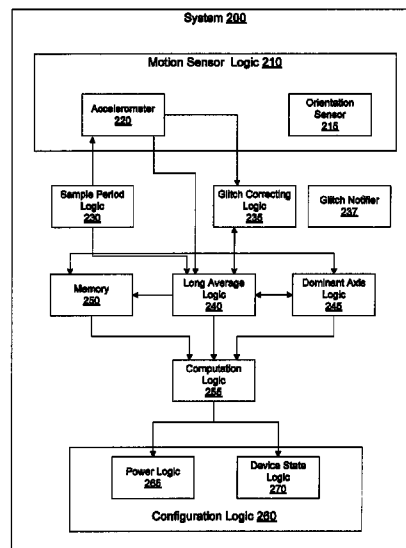 System 200
Motion Sensor Logic 210
Accelerometer
220
Orientation
Sensor
215
Sample Period
Logic
230
Glitch Correcting
Logic
235
Glitch Notifier
237
Memory
250
Long Average
Logic
240
Dominant Axis
Logic
245
Computation
Logic
255
Power Logic
265
Device State
Logic
270
Configuration Logic 260